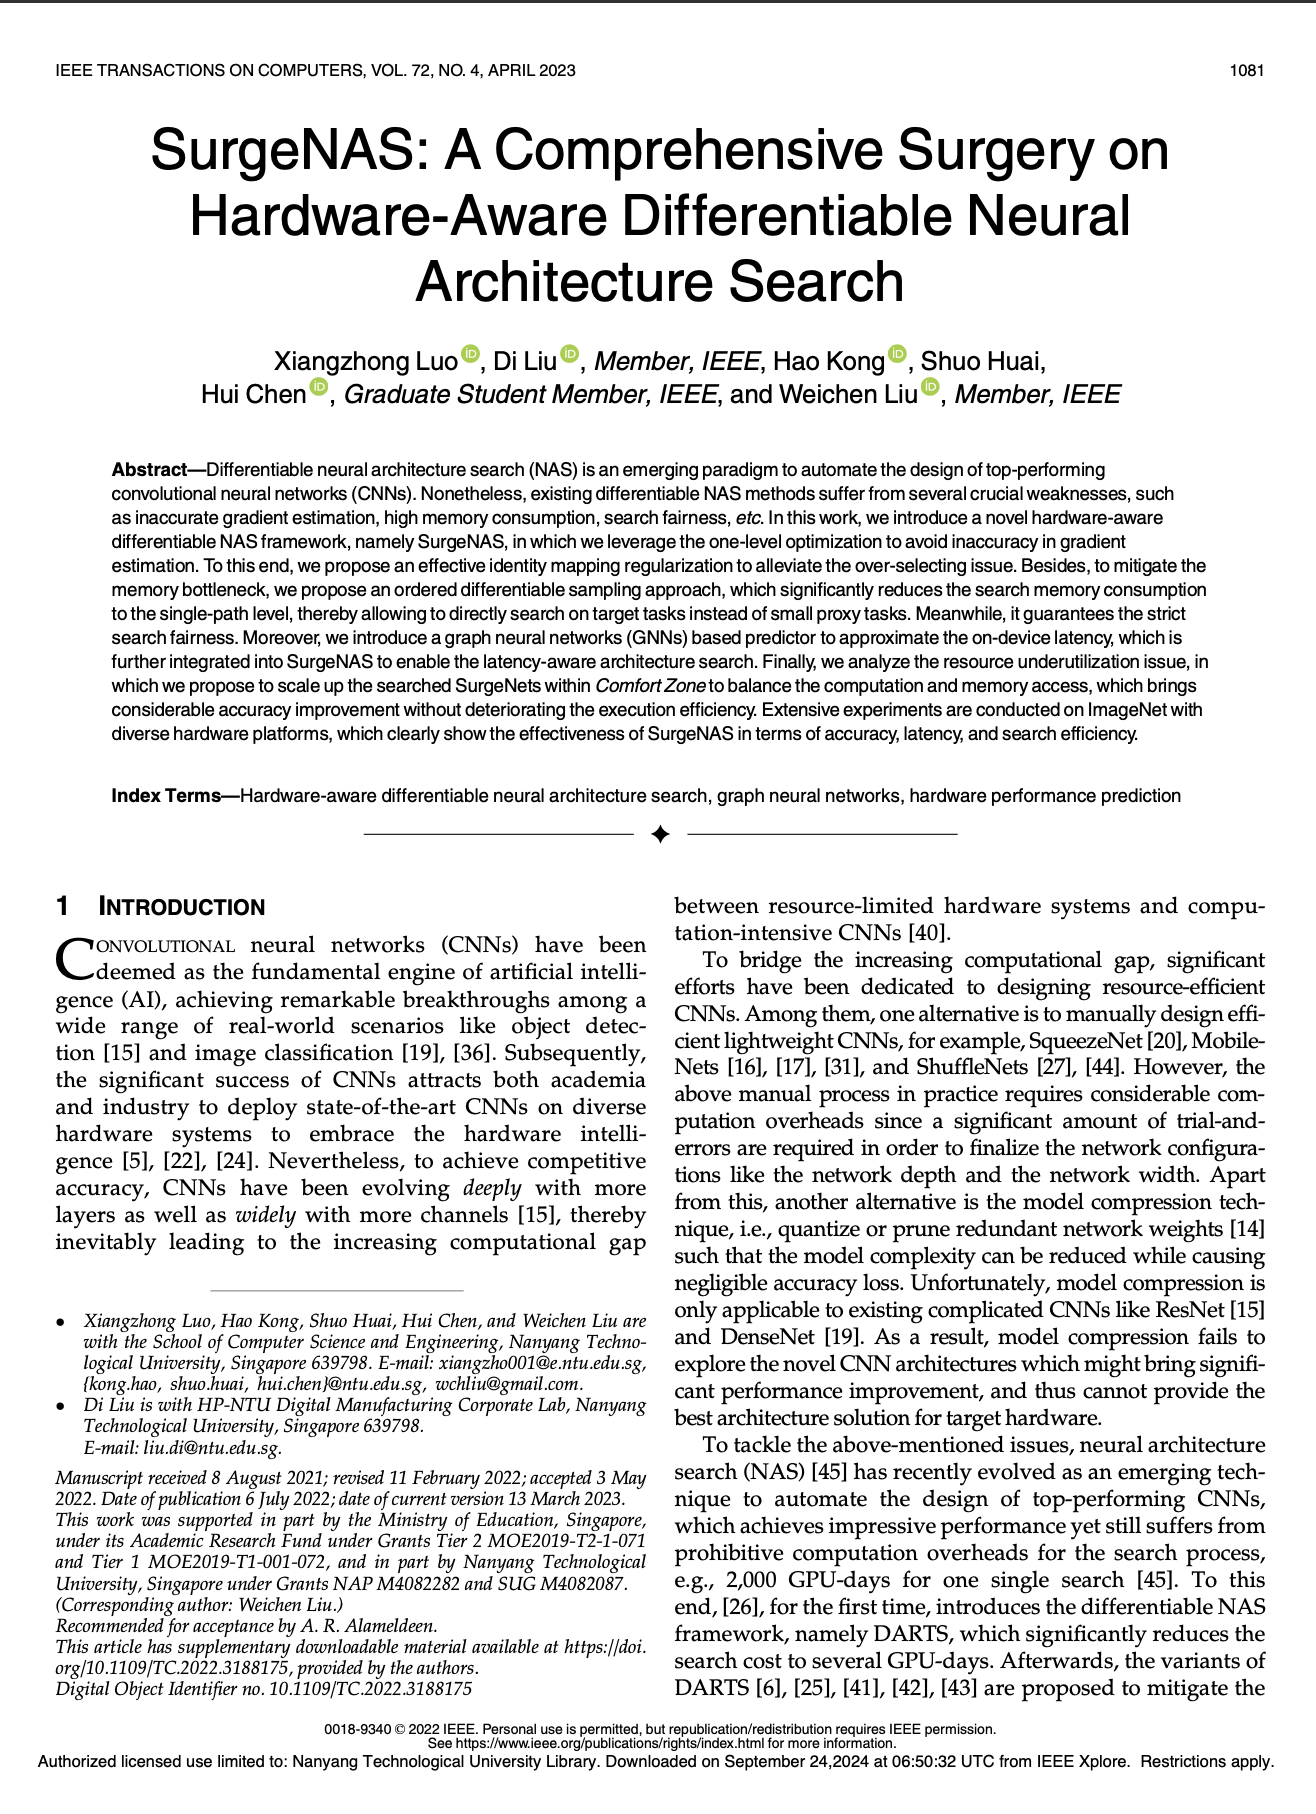 IEEE TRANSACTIONS ON COMPUTERS, VOL. 72, NO. 4, APRIL 2023 1081
SurgeNAS: A Comprehensive Surgery on
Hardware-Aware Differentiable Neural
Architecture Search
Xiangzhong Luo iD, Di Liu iD, Member, IEEE, Hao Kong iD, Shuo Huai,
Hui Chen iD, Graduate Student Member, IEEE, and Weichen Liu iD, Member, IEEE
Abstract—Differentiable neural architecture search (NAS) is an emerging paradigm to automate the design of top-performing
convolutional neural networks (CNNs). Nonetheless, existing differentiable NAS methods suffer from several crucial weaknesses, such
as inaccurate gradient estimation, high memory consumption, search fairness, etc. In this work, we introduce a novel hardware-aware
differentiable NAS framework, namely SurgeNAS, in which we leverage the one-level optimization to avoid inaccuracy in gradient
estimation. To this end, we propose an effective identity mapping regularization to alleviate the over-selecting issue. Besides, to mitigate the
memory bottleneck, we propose an ordered differentiable sampling approach, which significantly reduces the search memory consumption
to the single-path level, thereby allowing to directly search on target tasks instead of small proxy tasks. Meanwhile, it guarantees the strict
search fairness. Moreover, we introduce a graph neural networks (GNNs) based predictor to approximate the on-device latency, which is
further integrated into SurgeNAS to enable the latency-aware architecture search. Finally, we analyze the resource underutilization issue, in
which we propose to scale up the searched SurgeNets within Comfort Zone to balance the computation and memory access, which brings
considerable accuracy improvement without deteriorating the execution efficiency. Extensive experiments are conducted on ImageNet with
diverse hardware platforms, which clearly show the effectiveness of SurgeNAS in terms of accuracy, latency, and search efficiency.
Index Terms—Hardware-aware differentiable neural architecture search, graph neural networks, hardware performance prediction
1 INTRODUCTION
CONVOLUTIONAL neural networks (CNNs) have been
deemed as the fundamental engine of artificial intelli-
gence (AI), achieving remarkable breakthroughs among a
wide range of real-world scenarios like object detec-
tion [15] and image classification [19], [36]. Subsequently,
the significant success of CNNs attracts both academia
and industry to deploy state-of-the-art CNNs on diverse
hardware systems to embrace the hardware intelli-
gence [5], [22], [24]. Nevertheless, to achieve competitive
accuracy, CNNs have been evolving deeply with more
layers as well as widely with more channels [15], thereby
inevitably leading to the increasing computational gap
• Xiangzhong Luo, Hao Kong, Shuo Huai, Hui Chen, and Weichen Liu are
with the School of Computer Science and Engineering, Nanyang Techno-
logical University, Singapore 639798. E-mail: xiangzho001@e.ntu.edu.sg,
{kong.hao, shuo.huai, hui.chen}@ntu.edu.sg, wchliu@gmail.com.
• Di Liu is with HP-NTU Digital Manufacturing Corporate Lab, Nanyang
Technological University, Singapore 639798.
E-mail: liu.di@ntu.edu.sg.
Manuscript received 8 August 2021; revised 11 February 2022; accepted 3 May
2022. Date of publication 6 July 2022; date of current version 13 March 2023.
This work was supported in part by the Ministry of Education, Singapore,
under its Academic Research Fund under Grants Tier 2 MOE2019-T2-1-071
and Tier 1 MOE2019-T1-001-072, and in part by Nanyang Technological
University, Singapore under Grants NAP M4082282 and SUG M4082087.
(Corresponding author: Weichen Liu.)
Recommended for acceptance by A. R. Alameldeen.
This article has supplementary downloadable material available at https://doi.
org/10.1109/TC.2022.3188175, provided by the authors.
Digital Object Identifier no. 10.1109/TC.2022.3188175
between resource-limited hardware systems and compu-
tation-intensive CNNs [40].
To bridge the increasing computational gap, significant
efforts have been dedicated to designing resource-efficient
CNNs. Among them, one alternative is to manually design effi-
cient lightweight CNNs, for example, SqueezeNet [20], Mobile-
Nets [16], [17], [31], and ShuffleNets [27], [44]. However, the
above manual process in practice requires considerable com-
putation overheads since a significant amount of trial-and-
errors are required in order to finalize the network configura-
tions like the network depth and the network width. Apart
from this, another alternative is the model compression tech-
nique, i.e., quantize or prune redundant network weights [14]
such that the model complexity can be reduced while causing
negligible accuracy loss. Unfortunately, model compression is
only applicable to existing complicated CNNs like ResNet [15]
and DenseNet [19]. As a result, model compression fails to
explore the novel CNN architectures which might bring signifi-
cant performance improvement, and thus cannot provide the
best architecture solution for target hardware.
To tackle the above-mentioned issues, neural architecture
search (NAS) [45] has recently evolved as an emerging tech-
nique to automate the design of top-performing CNNs,
which achieves impressive performance yet still suffers from
prohibitive computation overheads for the search process,
e.g., 2,000 GPU-days for one single search [45]. To this
end, [26], for the first time, introduces the differentiable NAS
framework, namely DARTS, which significantly reduces the
search cost to several GPU-days. Afterwards, the variants of
DARTS [6], [25], [41], [42], [43] are proposed to mitigate the
0018-9340 © 2022 IEEE. Personal use is permitted, but republication/redistribution requires IEEE permission.
See https://www.ieee.org/publications/rights/index.html for more information.
Authorized licensed use limited to: Nanyang Technological University Library. Downloaded on September 24,2024 at 06:50:32 UTC from IEEE Xplore. Restrictions apply.